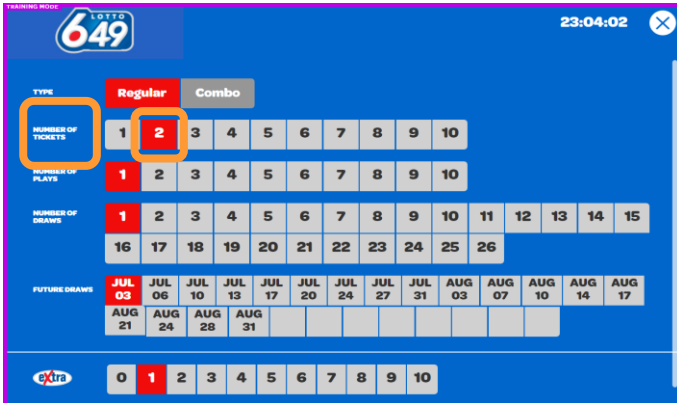 TRAINING MODE
LOTTO
649
23:04:02
TYPE
Regular Combo
NUMBER OF
TICKETS
1 2 3 4 5 6 7 8 9 10
NUMBER OF
PLAYS
1 2 3 4 5 6 7 8 9 10
NUMBER OF
DRAWS
1 2 3 4 5 6 7 8 9 10 11 12 13 14 15
16 17 18 19 20 21 22 23 24 25 26
FUTURE DRAWS
JUL JUL JUL JUL JUL JUL JUL JUL JUL AUG AUG AUG AUG AUG
03 06 10 13 17 20 24 27 31 03 07 10 14 17
AUG AUG AUG AUG
21 24 28 31
extra
0 1 2 3 4 5 6 7 8 9 10